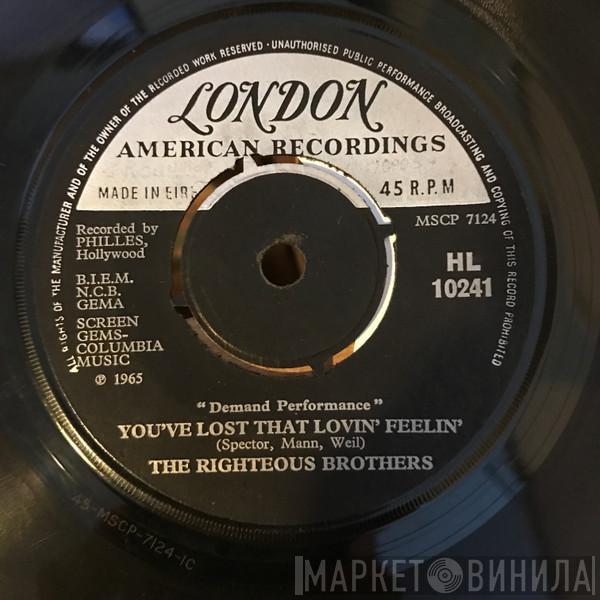 ALL RIGHTS OF THE MANUFACTURER AND OF THE OWNER OF THE RECORDED WORK RESERVED · UNAUTHORISED PUBLIC PERFORMANCE BROADCASTING AND COPYING OF THIS RECORD PROHIBITED
LONDON
AMERICAN RECORDINGS
MADE IN EIRE
45 R.P.M
MSCP 7124
Recorded by
PHILLES,
Hollywood
HL
10241
B.I.E.M.
N.C.B.
GEMA
SCREEN
GEMS-
COLUMBIA
MUSIC
℗ 1965
"Demand Performance"
YOU'VE LOST THAT LOVIN' FEELIN'
(Spector, Mann, Weil)
THE RIGHTEOUS BROTHERS
45-MSCP-7124-1C
МАРКЕТ ВИНИЛА